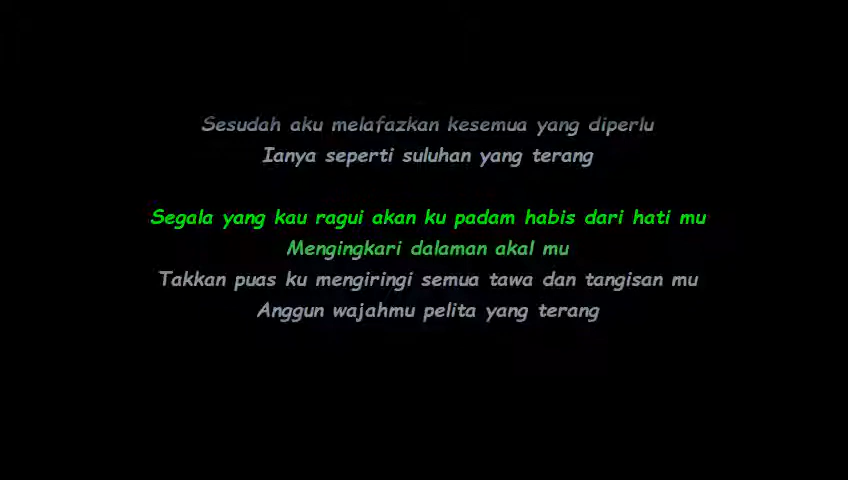 Sesudah aku melafazkan kesemua yang diperlu
Ianya seperti suluhan yang terang
Segala yang kau ragui akan ku padam habis dari hati mu
Mengingkari dalaman akal mu
Takkan puas ku mengiringi semua tawa dan tangisan mu
Anggun wajahmu pelita yang terang